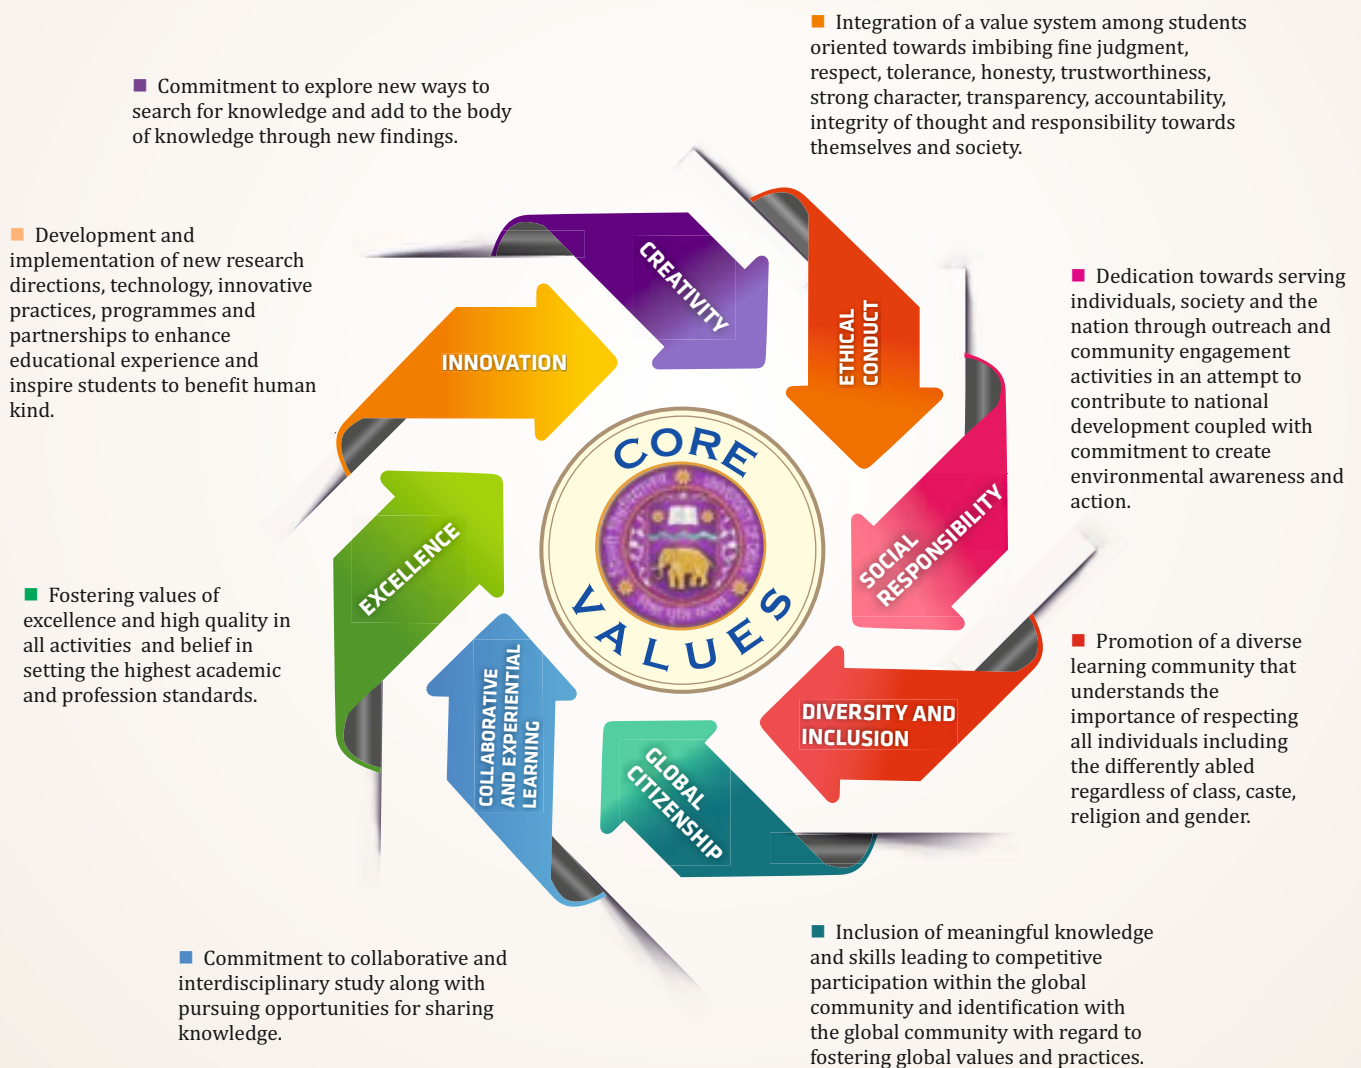 Integration of a value system among students
oriented towards imbibing fine judgment,
respect, tolerance, honesty, trustworthiness,
strong character, transparency, accountability,
integrity of thought and responsibility towards
themselves and society.
Commitment to explore new ways to
search for knowledge and add to the body
of knowledge through new findings.
Development and
implementation of new research
directions, technology, innovative
practices, programmes and
partnerships to enhance
educational experience and
inspire students to benefit human
kind.
Dedication towards serving
individuals, society and the
nation through outreach and
community engagement
activities in an attempt to
contribute to national
development coupled with
commitment to create
environmental awareness and
action.
CREATIVITY
ETHICAL
CONDUCT
INNOVATION
CORE
VALUES
SOCIAL
RESPONSIBILITY
EXCELLENCE
Fostering values of
excellence and high quality in
all activities and belief in
setting the highest academic
and profession standards.
COLLABORATIVE
AND EXPERIENTIAL
LEARNING
GLOBAL
CITIZENSHIP
DIVERSITY AND
INCLUSION
Promotion of a diverse
learning community that
understands the
importance of respecting
all individuals including
the differently abled
regardless of class, caste,
religion and gender.
Commitment to collaborative and
interdisciplinary study along with
pursuing opportunities for sharing
knowledge.
Inclusion of meaningful knowledge
and skills leading to competitive
participation within the global
community and identification with
the global community with regard to
fostering global values and practices.